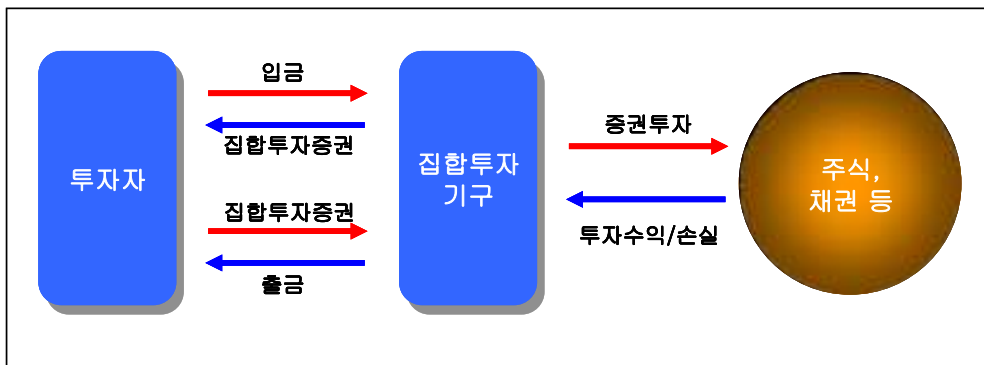 입금
집합투자증권
투자자
집합투자증권
출금
집합투자
기구
증권투자
투자수익/손실
주식,
채권 등